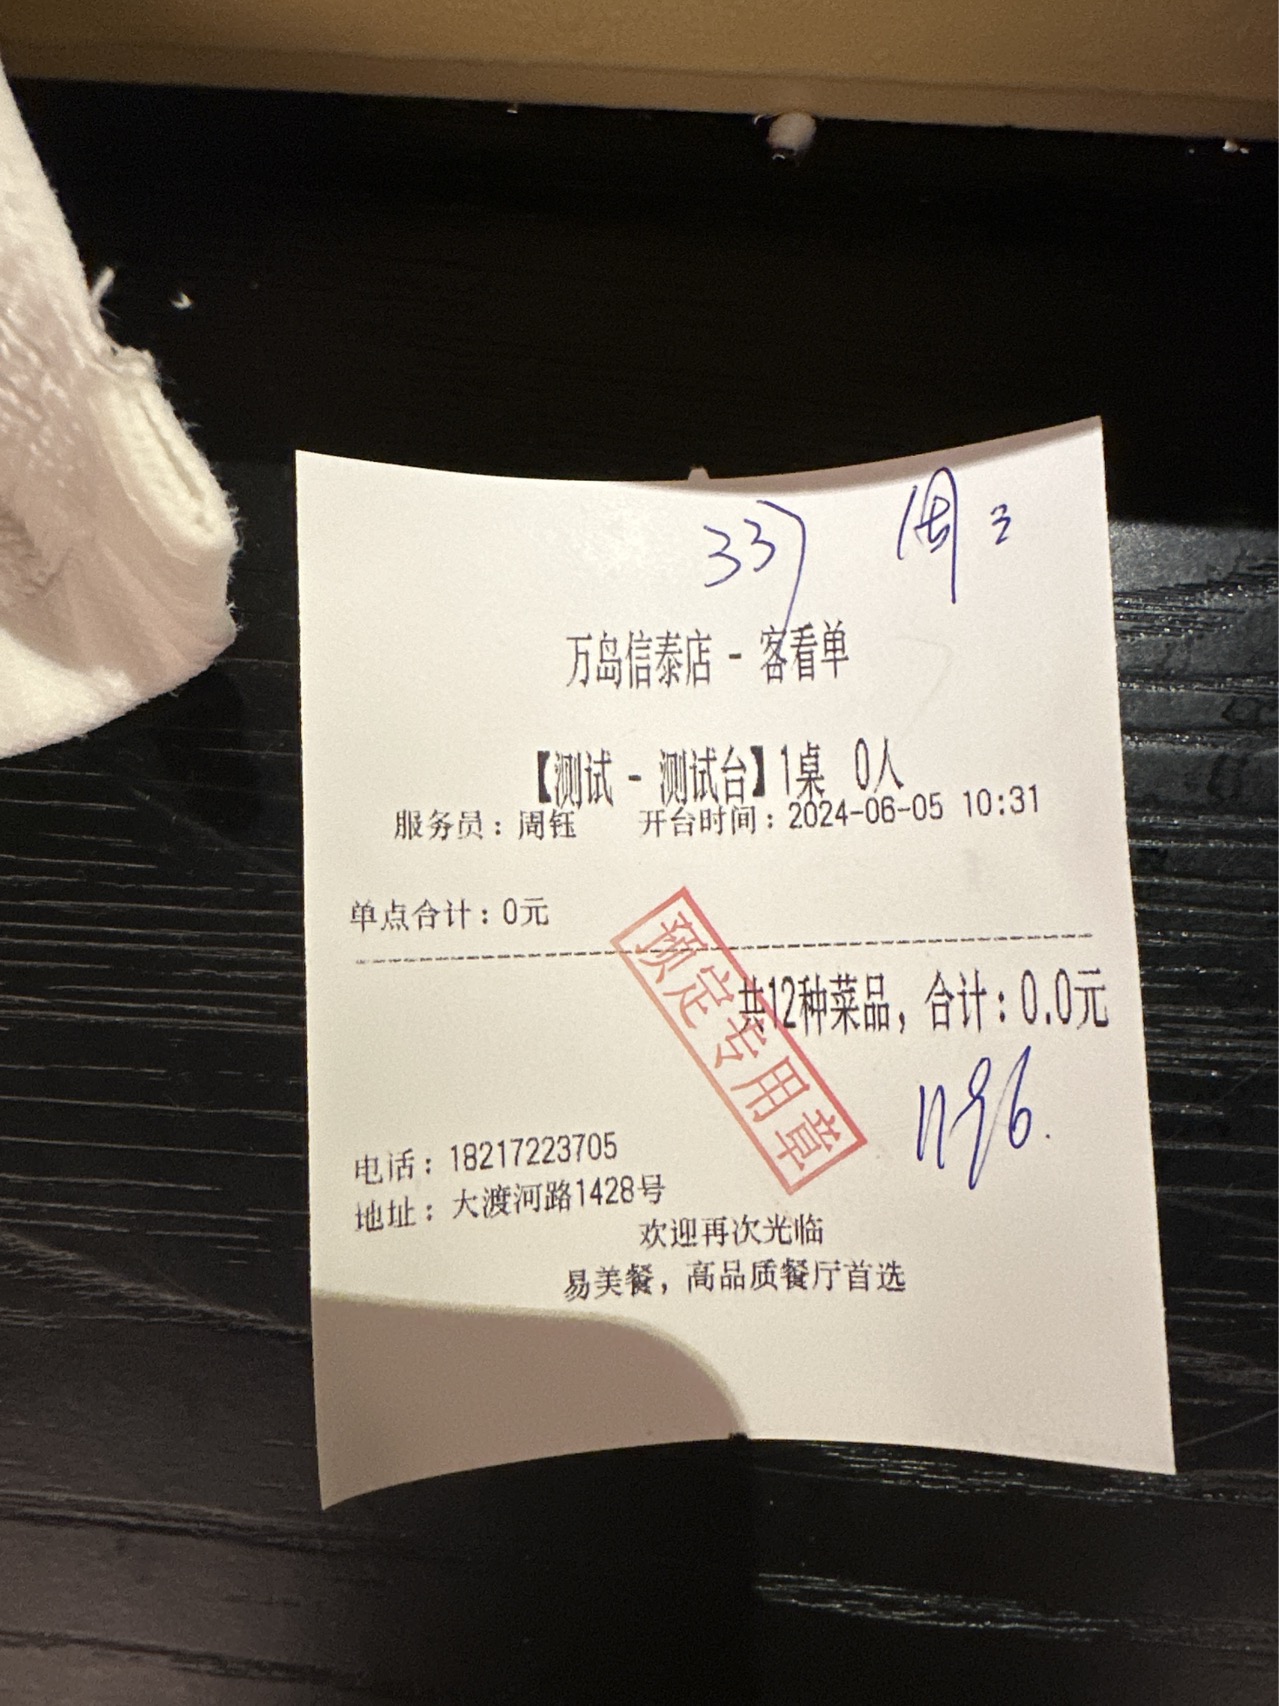 337 周三
万岛信泰店 - 客看单
【测试 - 测试台】1桌 0人
服务员：周钰 开台时间：2024-06-05 10:31
单点合计：0元
共12种菜品，合计：0.0元
预定专用章
1196.
电话：18217223705
地址：大渡河路1428号
欢迎再次光临
易美餐，高品质餐厅首选